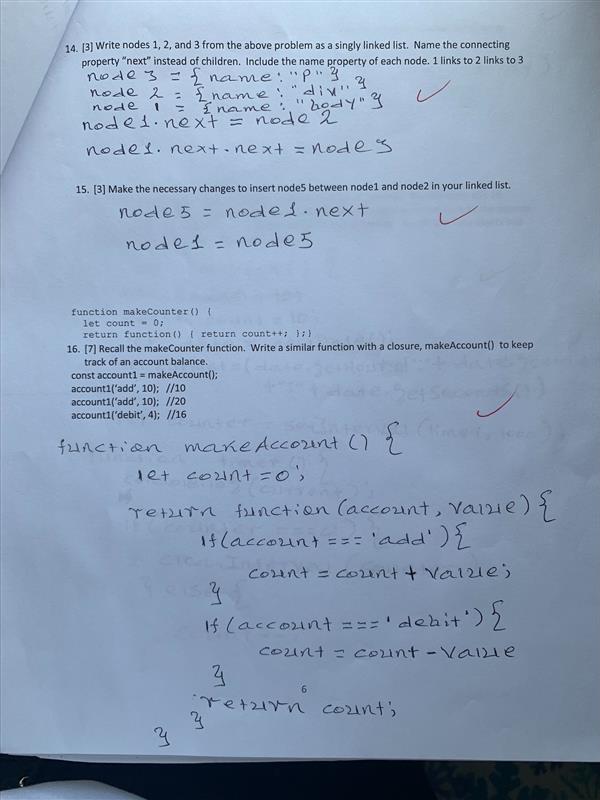 14. [3] Write nodes 1, 2, and 3 from the above problem as a singly linked list. Name the connecting
property "next" instead of children. Include the name property of each node. 1 links to 2 links to 3
node 3 = { name: "P" }
node 2 = { name: "div" }
node 1 = { name: "body" }
node1.next = node 2
node1.next.next = node3
15. [3] Make the necessary changes to insert node5 between node1 and node2 in your linked list.
node5 = node1.next
node1 = node5
function makeCounter() {
let count = 0;
return function() { return count++; };}
16. [7] Recall the makeCounter function. Write a similar function with a closure, makeAccount() to keep
track of an account balance.
const account1 = makeAccount();
account1('add', 10); //10
account1('add', 10); //20
account1('debit', 4); //16
function makeAccount() {
let count = 0;
return function (account, value) {
If (account === 'add') {
count = count + value;
}
If (account === 'debit') {
count = count - value
}
6
return count;
}
}